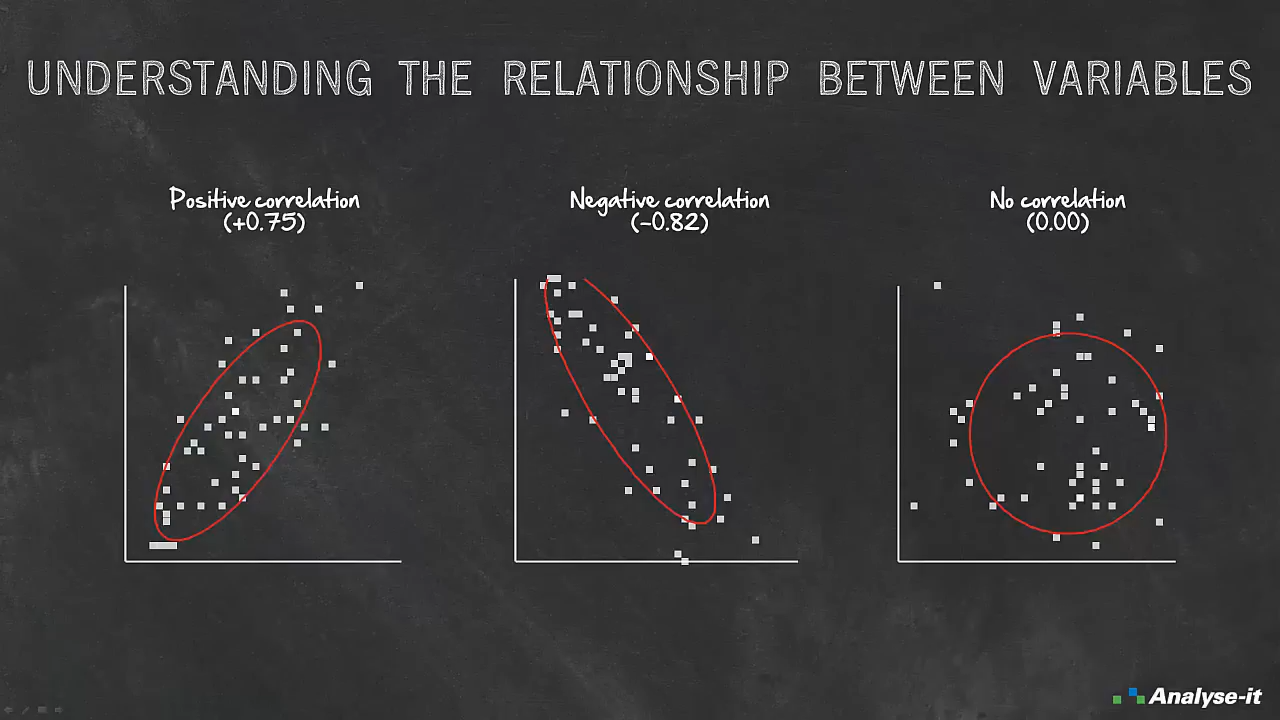 UNDERSTANDING THE RELATIONSHIP BETWEEN VARIABLES
Positive correlation
(+0.75)
Negative correlation
(-0.82)
No correlation
(0.00)
Analyse-it